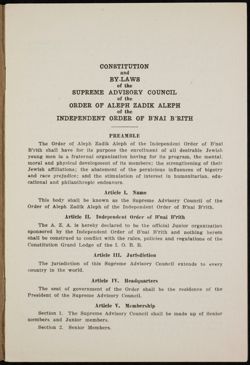 CONSTITUTION
and
BY-LAWS
of the
SUPREME ADVISORY COUNCIL
of the
ORDER OF ALEPH ZADIK ALEPH
of the
INDEPENDENT ORDER OF B'NAI B'RITH
PREAMBLE
The Order of Aleph Zadik Aleph of the Independent Order of B'nai
B'rith shall have for its purpose the enrollment of all desirable Jewish
young men in a fraternal organization having for its program, the mental,
moral and physical development of its members; the strengthening of their
Jewish affiliations; the abatement of the pernicious influences of bigotry
and race prejudice; and the stimulation of interest in humanitarian, edu-
cational and philanthropic endeavors.
Article I. Name
This body shall be known as the Supreme Advisory Council of the
Order of Aleph Zadik Aleph of the Independent Order of B'nai B'rith.
Article II. Independent Order of B'nai B'rith
The A. Z. A. is hereby declared to be the official Junior organization
sponsored by the Independent Order of B'nai B'rith and nothing herein
shall be construed to conflict with the rules, policies and regulations of the
Constitution Grand Lodge of the I. O. B. B.
Article III. Jurisdiction
The jurisdiction of this Supreme Advisory Council extends to every
country in the world.
Article IV. Headquarters
The seat of government of the Order shall be the residence of the
President of the Supreme Advisory Council.
Article V. Membership
Section 1. The Supreme Advisory Council shall be made up of Senior
members and Junior members.
Section 2. Senior Members.